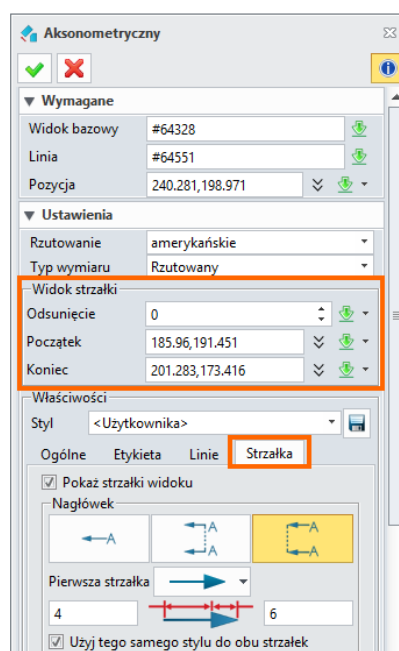 Aksonometryczny
Wymagane
Widok bazowy #64328
Linia #64551
Pozycja 240.281,198.971
Ustawienia
Rzutowanie amerykańskie
Typ wymiaru Rzutowany
Widok strzałki
Odsunięcie 0
Początek 185.96,191.451
Koniec 201.283,173.416
Właściwości
Styl <Użytkownika>
Ogólne Etykieta Linie Strzałka
Pokaż strzałki widoku
Nagłówek
A A A
A A
Pierwsza strzałka
4 6
Użyj tego samego stylu do obu strzałek